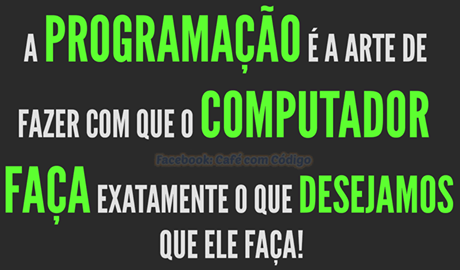 A PROGRAMAÇÃO É A ARTE DE
FAZER COM QUE O COMPUTADOR
Facebook: Café com Código
FAÇA EXATAMENTE O QUE DESEJAMOS
QUE ELE FAÇA!